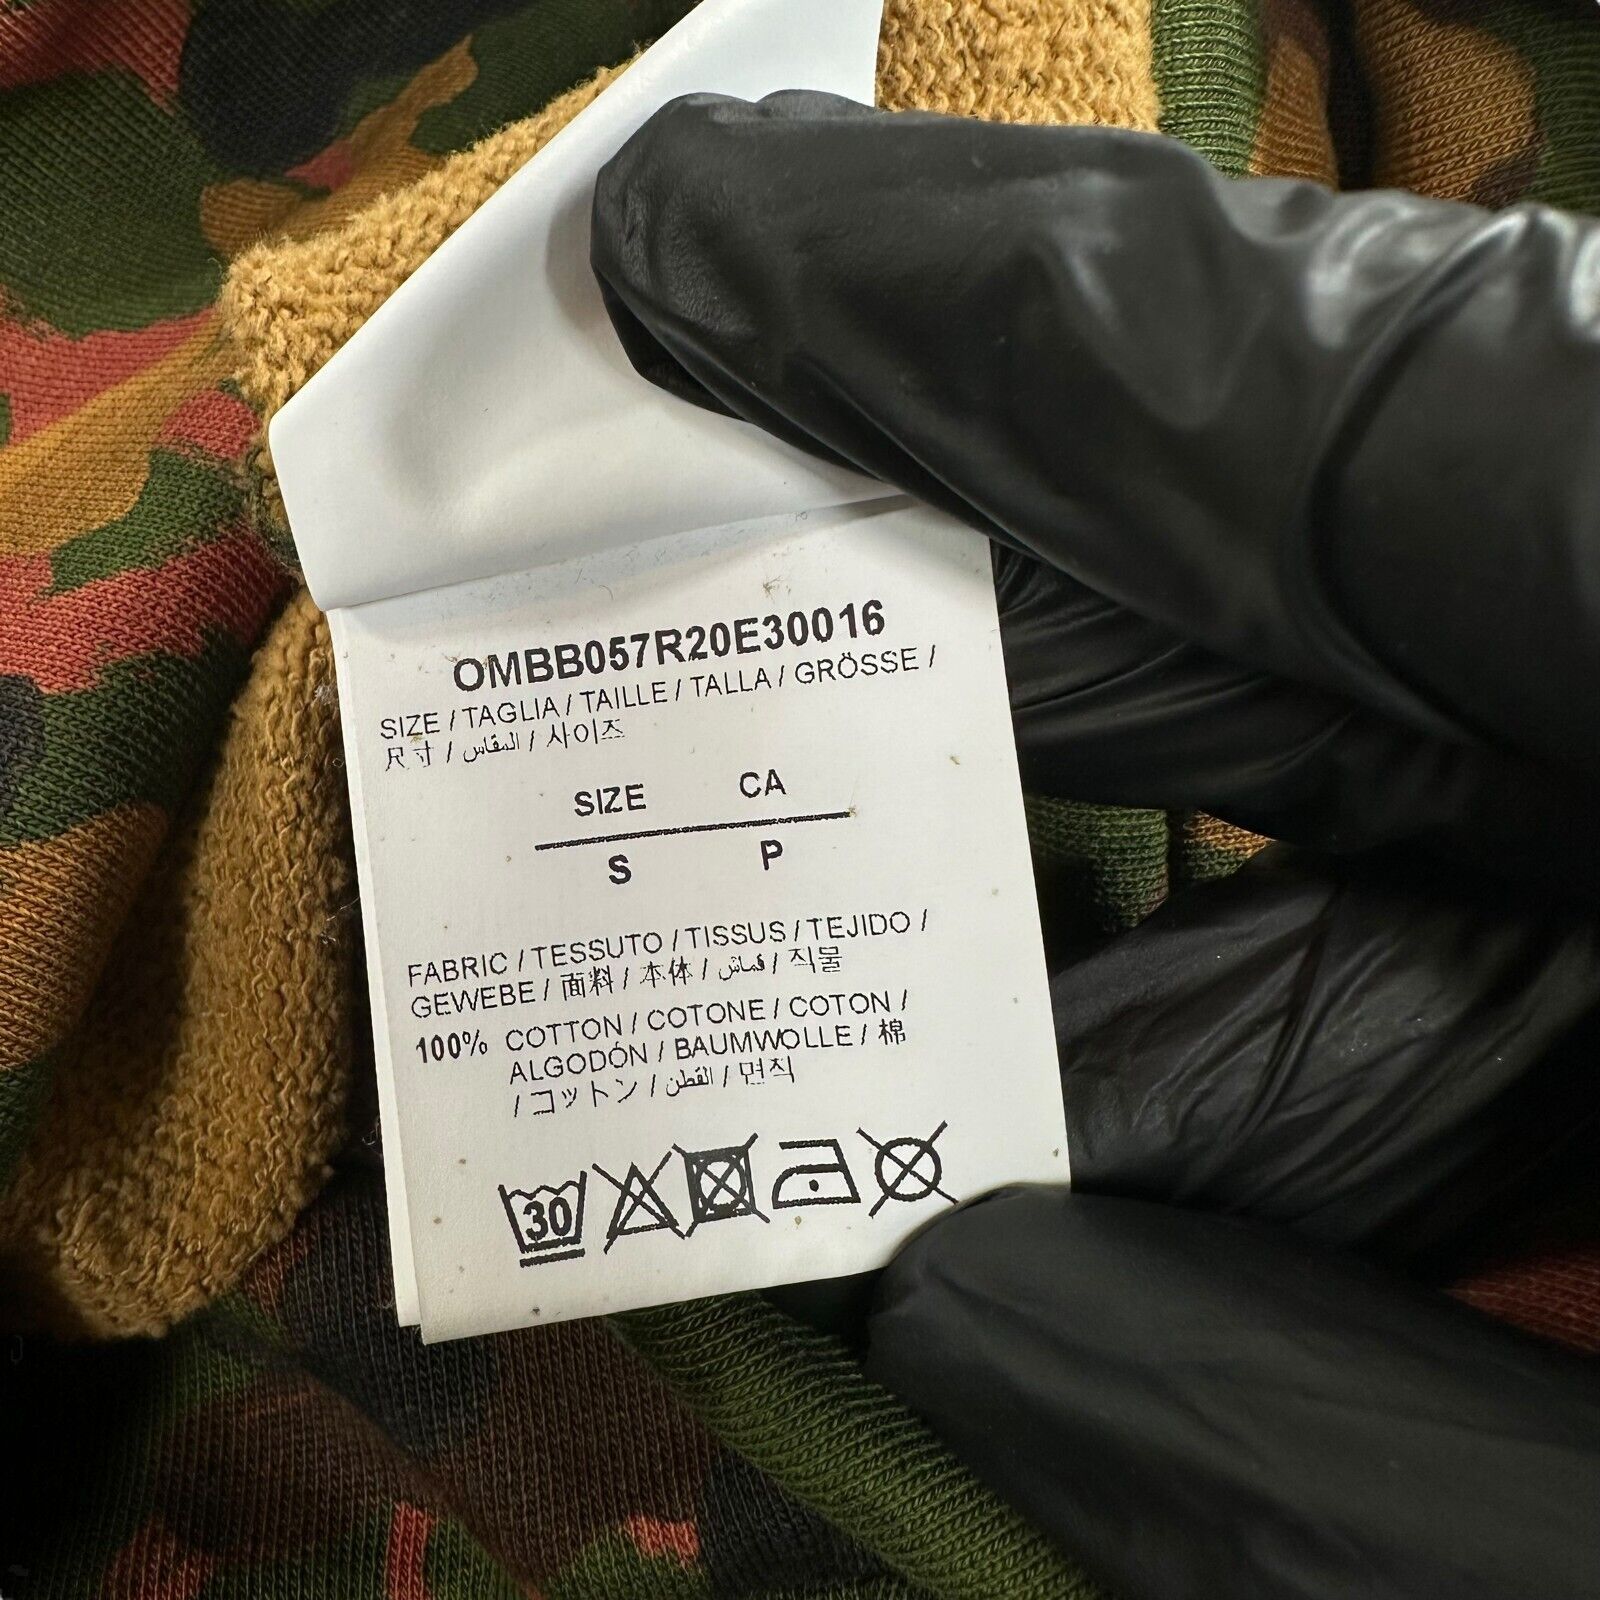 OMBB057R20E30016
SIZE / TAGLIA / TAILLE / TALLA / GRÖSSE /
尺寸 / المقاس / 사이즈
SIZE CA
S P
FABRIC / TESSUTO / TISSUS / TEJIDO /
GEWEBE / 面料 / 本体 / قماش / 직물
100% COTTON / COTONE / COTON /
ALGODÓN / BAUMWOLLE / 棉
/ コットン / القطن / 면직
30